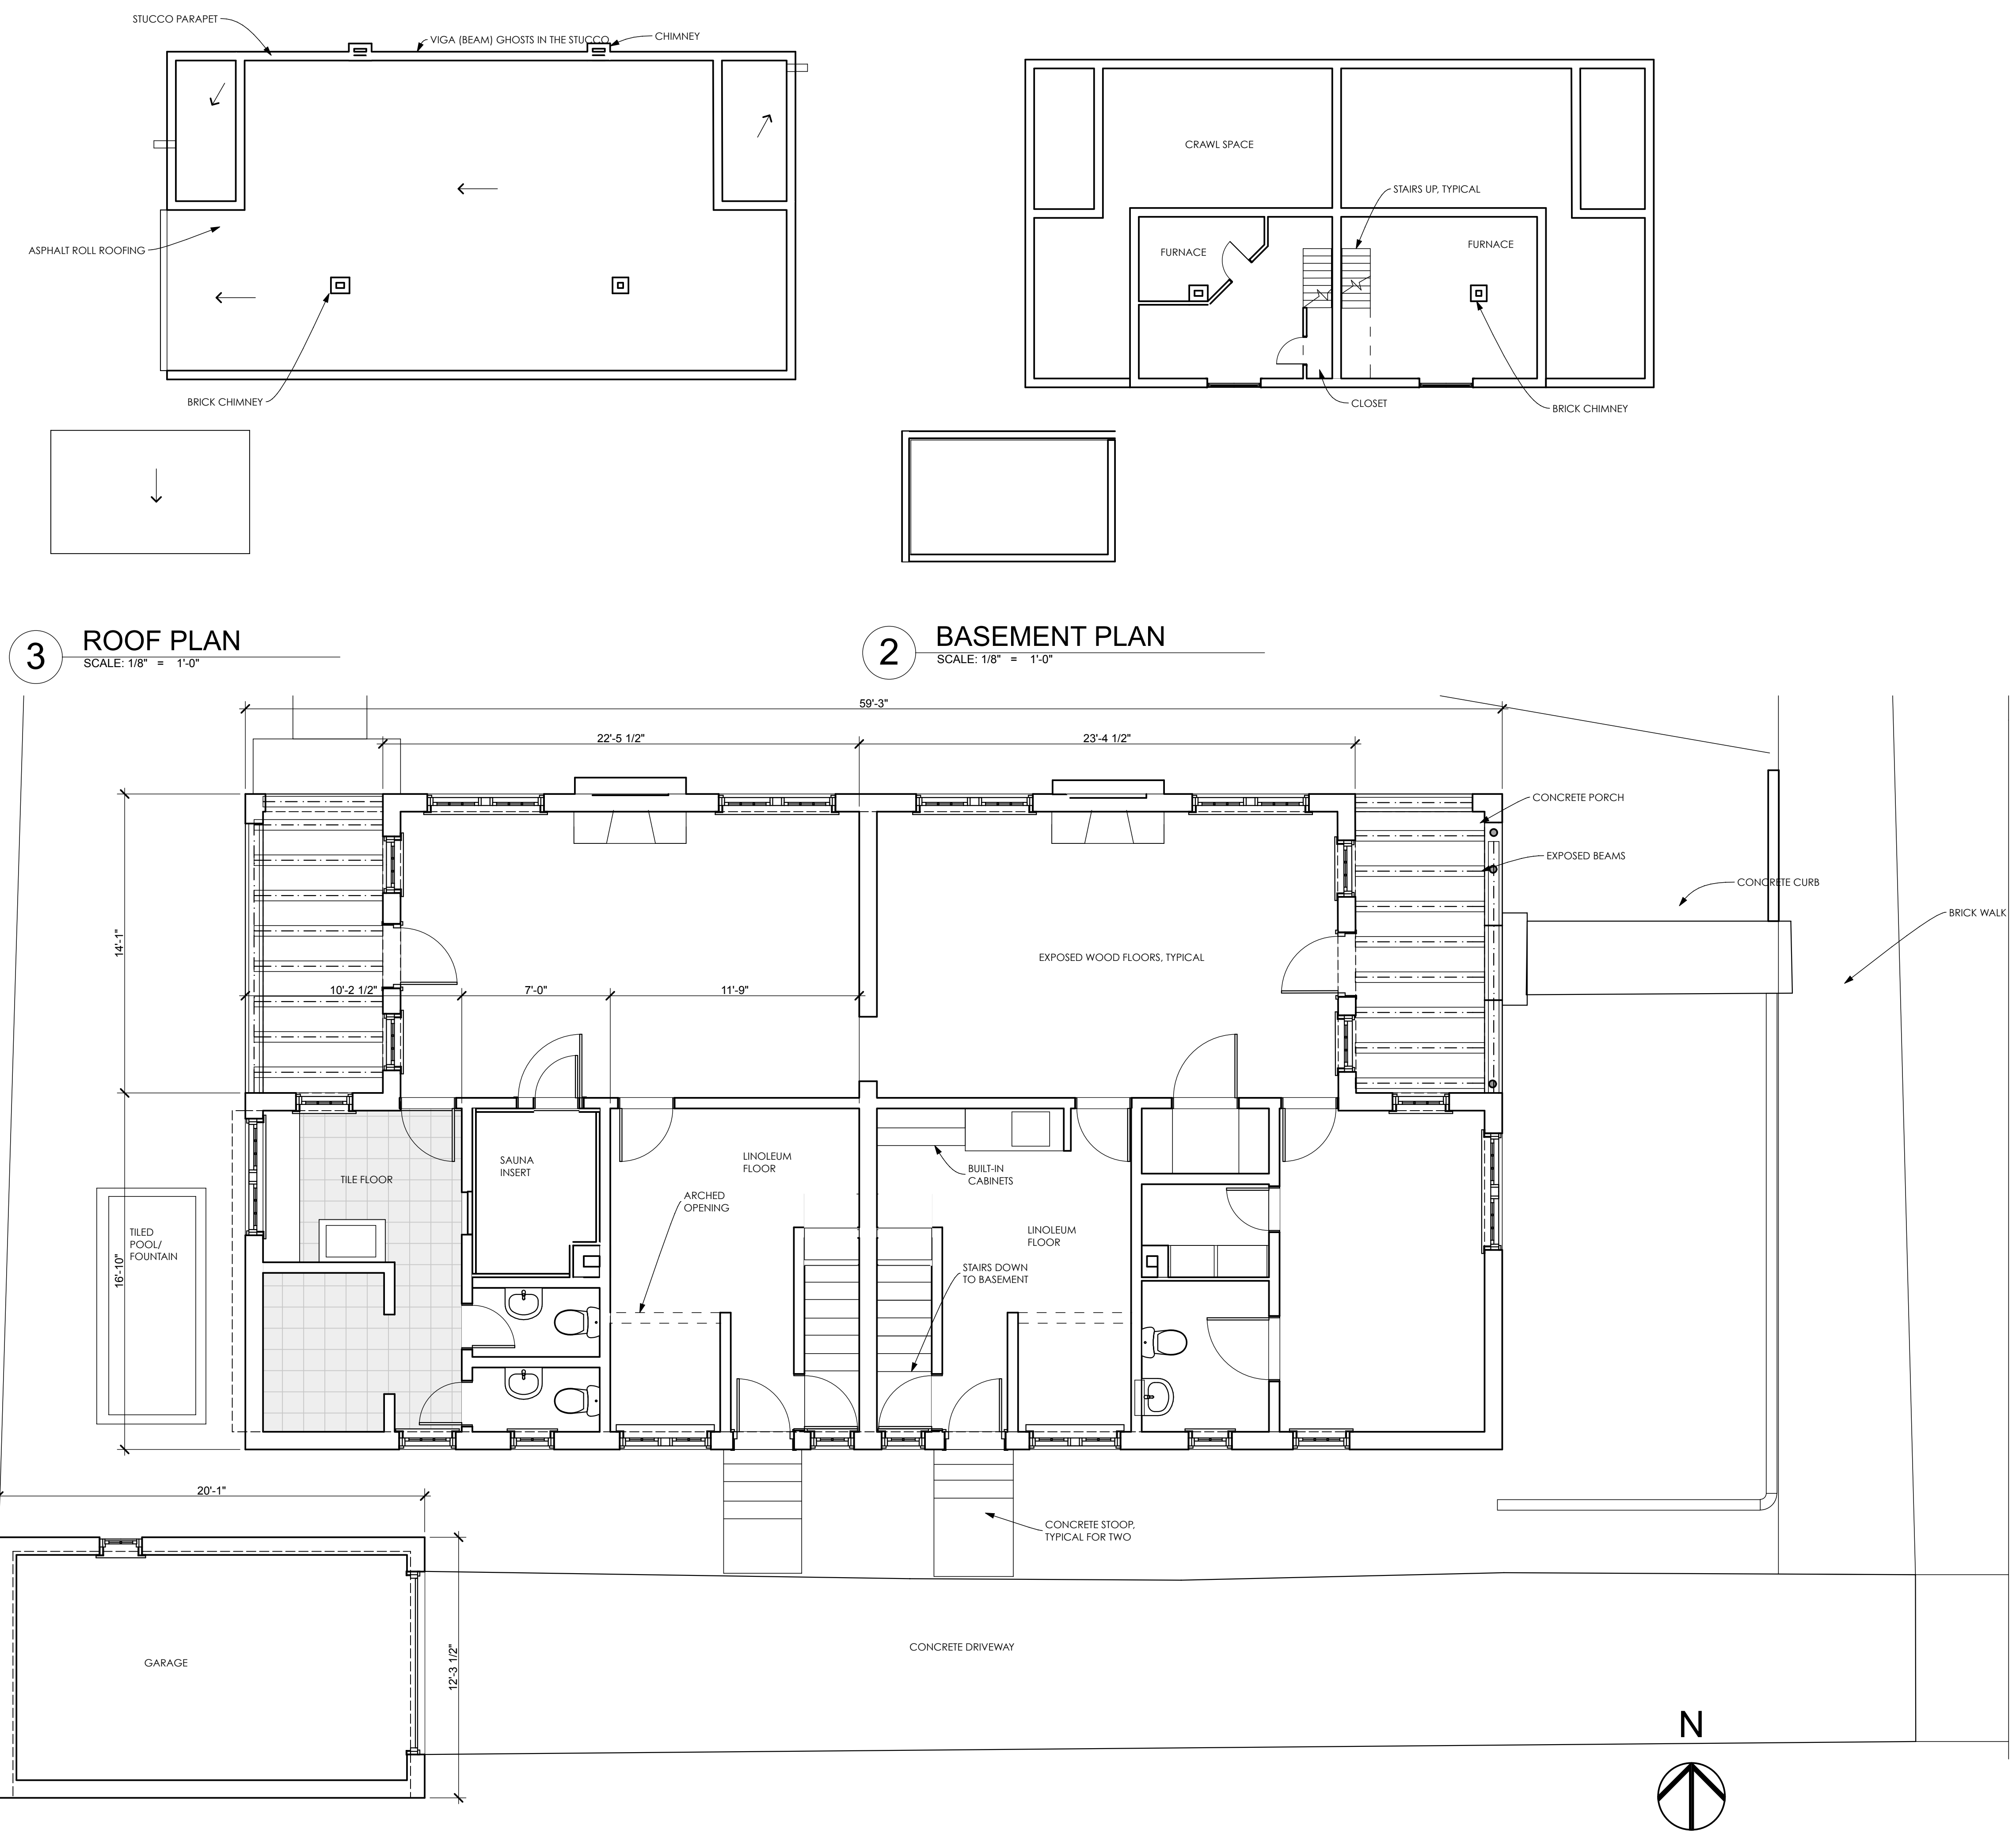 STUCCO PARAPET
VIGA (BEAM) GHOSTS IN THE STUCCO
CHIMNEY
ASPHALT ROLL ROOFING
BRICK CHIMNEY
CRAWL SPACE
STAIRS UP, TYPICAL
FURNACE
FURNACE
CLOSET
BRICK CHIMNEY
3
ROOF PLAN
SCALE: 1/8" = 1'-0"
2
BASEMENT PLAN
SCALE: 1/8" = 1'-0"
59'-3"
22'-5 1/2"
23'-4 1/2"
CONCRETE PORCH
EXPOSED BEAMS
CONCRETE CURB
BRICK WALK
14'-1"
EXPOSED WOOD FLOORS, TYPICAL
10'-2 1/2"
7'-0"
11'-9"
TILE FLOOR
SAUNA
INSERT
LINOLEUM
FLOOR
ARCHED
OPENING
BUILT-IN
CABINETS
LINOLEUM
FLOOR
STAIRS DOWN
TO BASEMENT
TILED
POOL/
FOUNTAIN
16'-10"
20'-1"
CONCRETE STOOP,
TYPICAL FOR TWO
GARAGE
12'-3 1/2"
CONCRETE DRIVEWAY
N